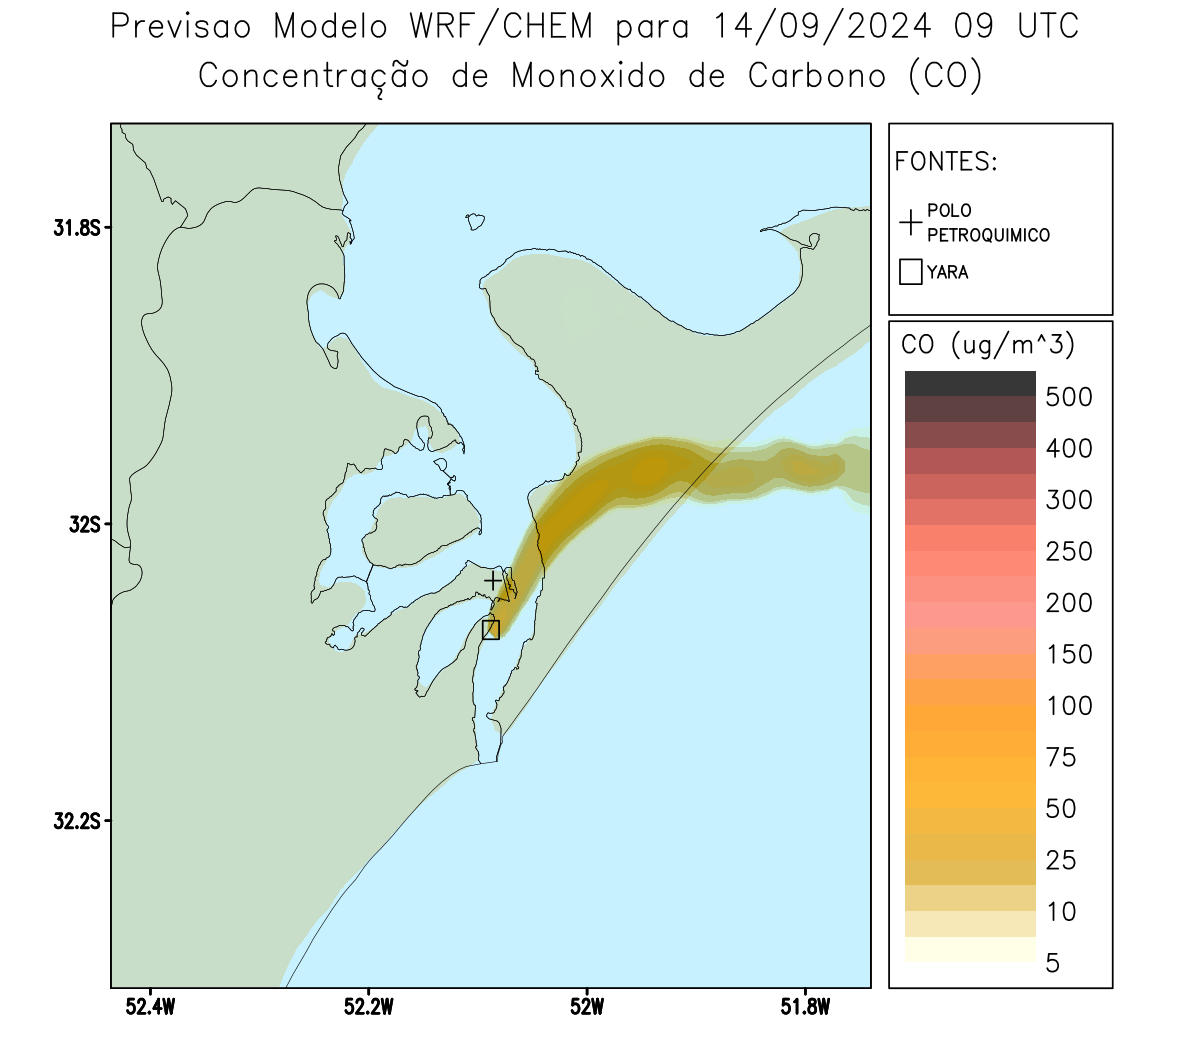 Previsao Modelo WRF/CHEM para 14/09/2024 09 UTC
Concentração de Monoxido de Carbono (CO)
FONTES:
POLO
PETROQUIMICO
YARA
CO (ug/m^3)
500
400
300
250
200
150
100
75
50
25
10
5
31.8S
32S
32.2S
52.4W
52.2W
52W
51.8W